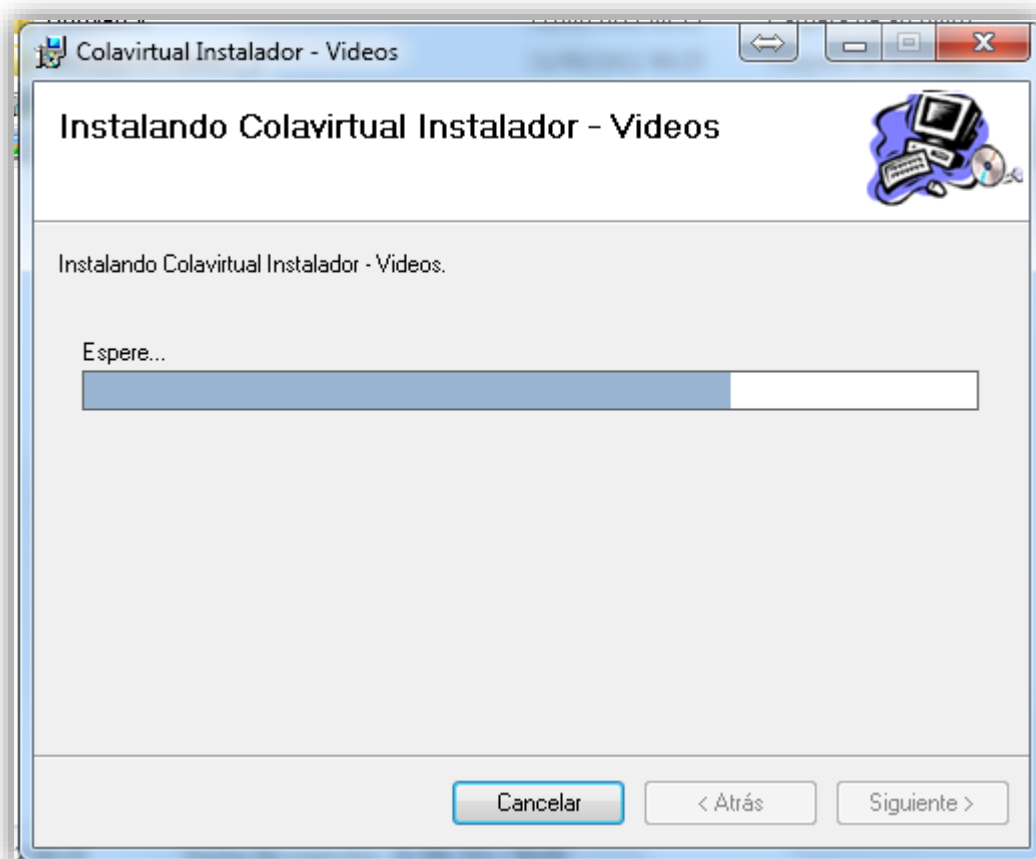 Colavirtual Instalador - Videos
Instalando Colavirtual Instalador - Videos
Instalando Colavirtual Instalador - Videos.
Espere...
Cancelar
< Atrás
Siguiente >